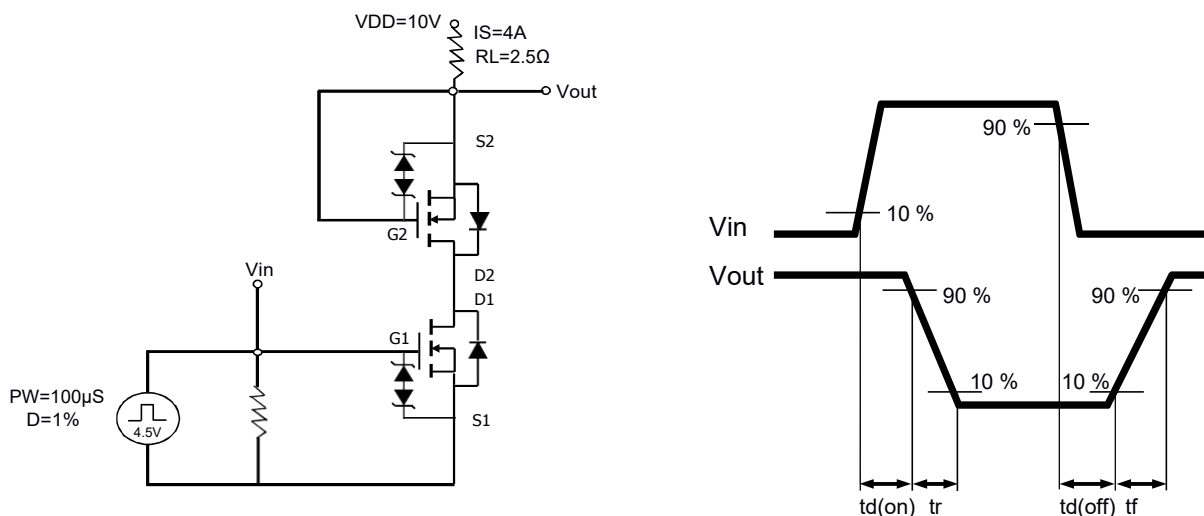 VDD=10V
IS=4A
RL=2.5Ω
Vout
S2
G2
D2
D1
Vin
G1
PW=100µS
D=1%
4.5V
S1
90 %
10 %
Vin
Vout
90 %
90 %
10 %
10 %
td(on) tr
td(off) tf